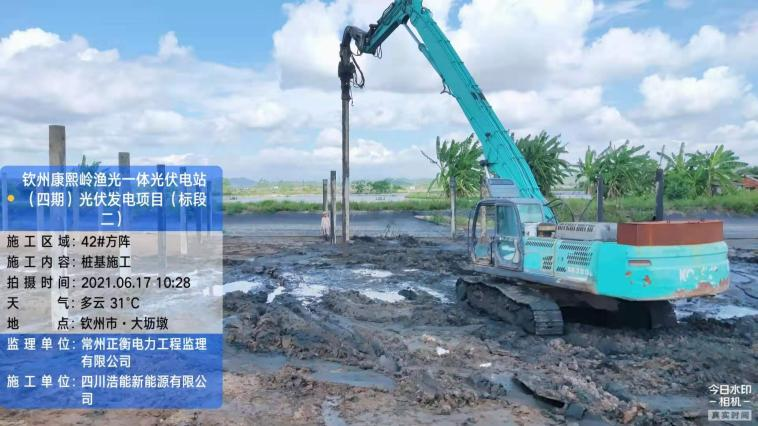 钦州康熙岭渔光一体光伏电站
（四期）光伏发电项目（标段
二）
施工区域：42#方阵
施工内容：桩基施工
拍摄时间：2021.06.17 10:28
天气：多云 31℃
地点：钦州市·大坜墩
监理单位：常州正衡电力工程监理
有限公司
施工单位：四川浩能新能源有限公
司
今日水印
-相机-
真实时间